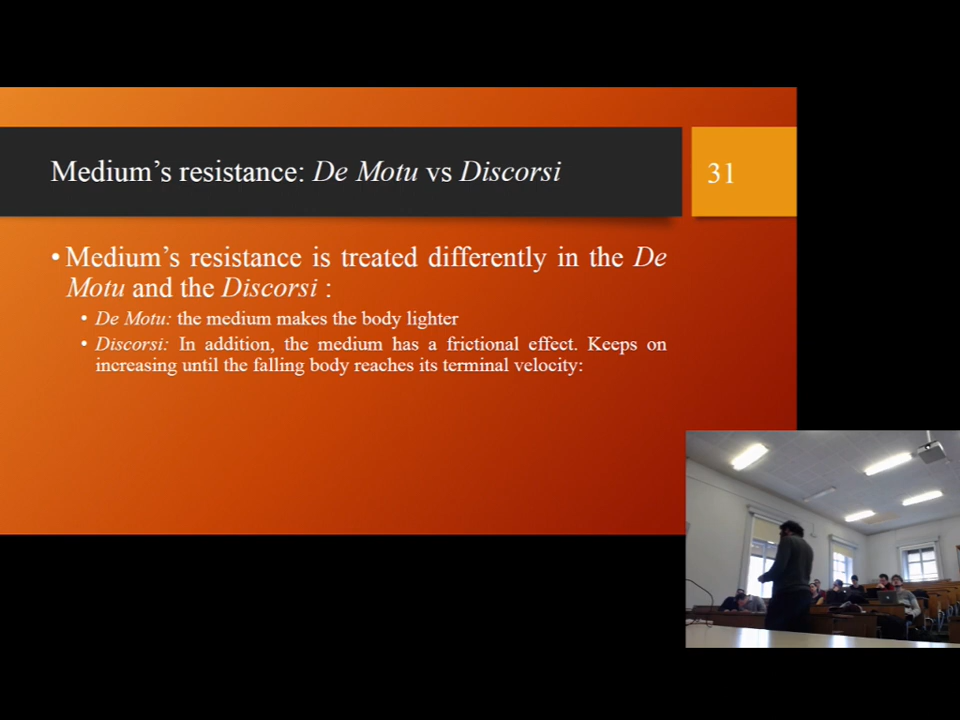 Medium’s resistance: De Motu vs Discorsi
31
• Medium’s resistance is treated differently in the De
Motu and the Discorsi :
• De Motu: the medium makes the body lighter
• Discorsi: In addition, the medium has a frictional effect. Keeps on
increasing until the falling body reaches its terminal velocity: